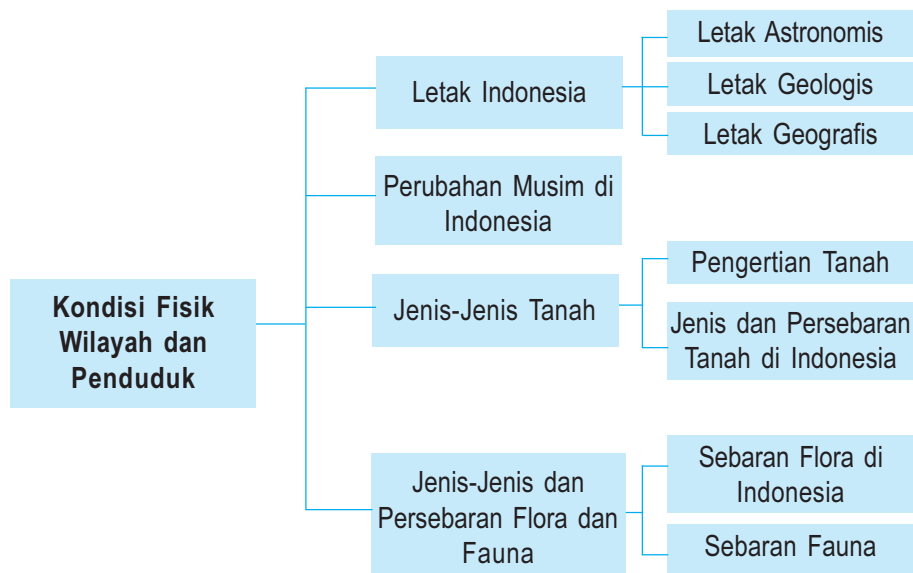 Kondisi Fisik
Wilayah dan
Penduduk
Letak Indonesia
Letak Astronomis
Letak Geologis
Letak Geografis
Perubahan Musim di
Indonesia
Jenis-Jenis Tanah
Pengertian Tanah
Jenis dan Persebaran
Tanah di Indonesia
Jenis-Jenis dan
Persebaran Flora dan
Fauna
Sebaran Flora di
Indonesia
Sebaran Fauna